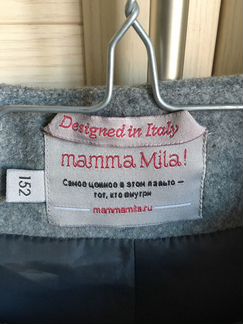 Designed in Italy
mamma Mila!
Самое ценное в этом пальто —
тот, кто внутри
mammamila.ru
152